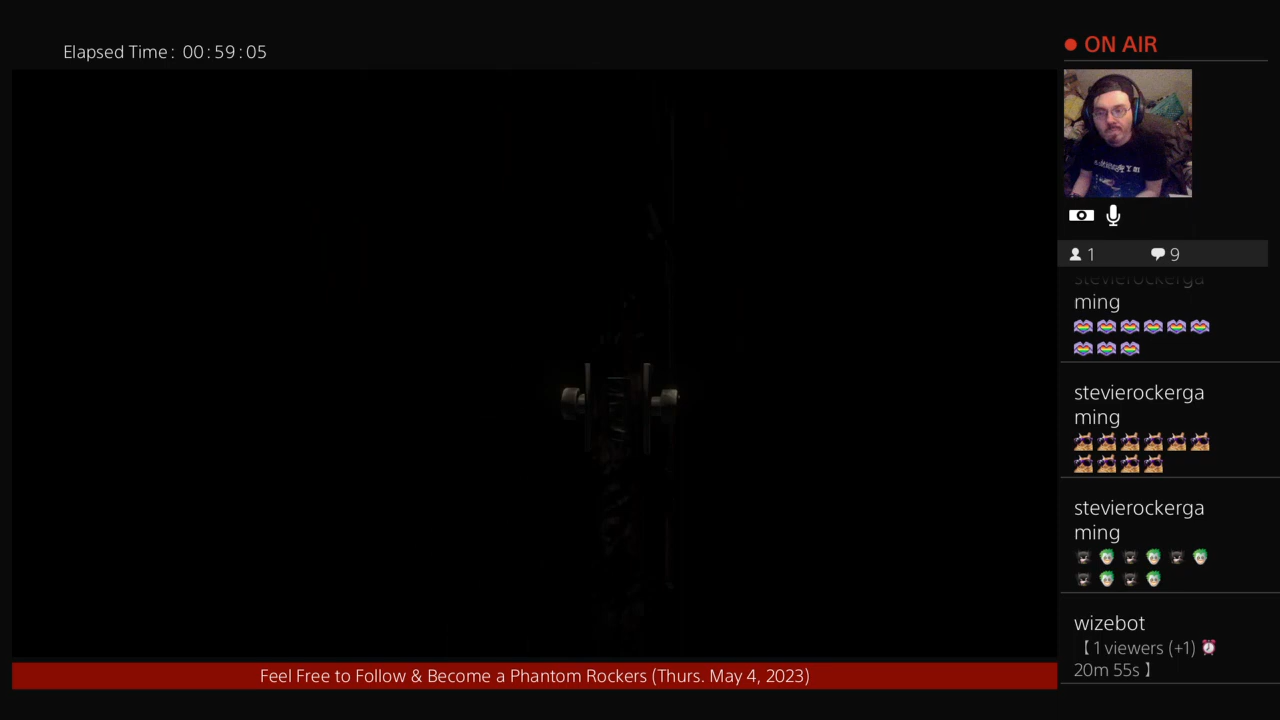 Elapsed Time: 00:59:05
ON AIR
1
9
stevierockerga
ming
stevierockerga
ming
stevierockerga
ming
wizebot
【 1 viewers (+1)
20m 55s 】
Feel Free to Follow & Become a Phantom Rockers (Thurs. May 4, 2023)